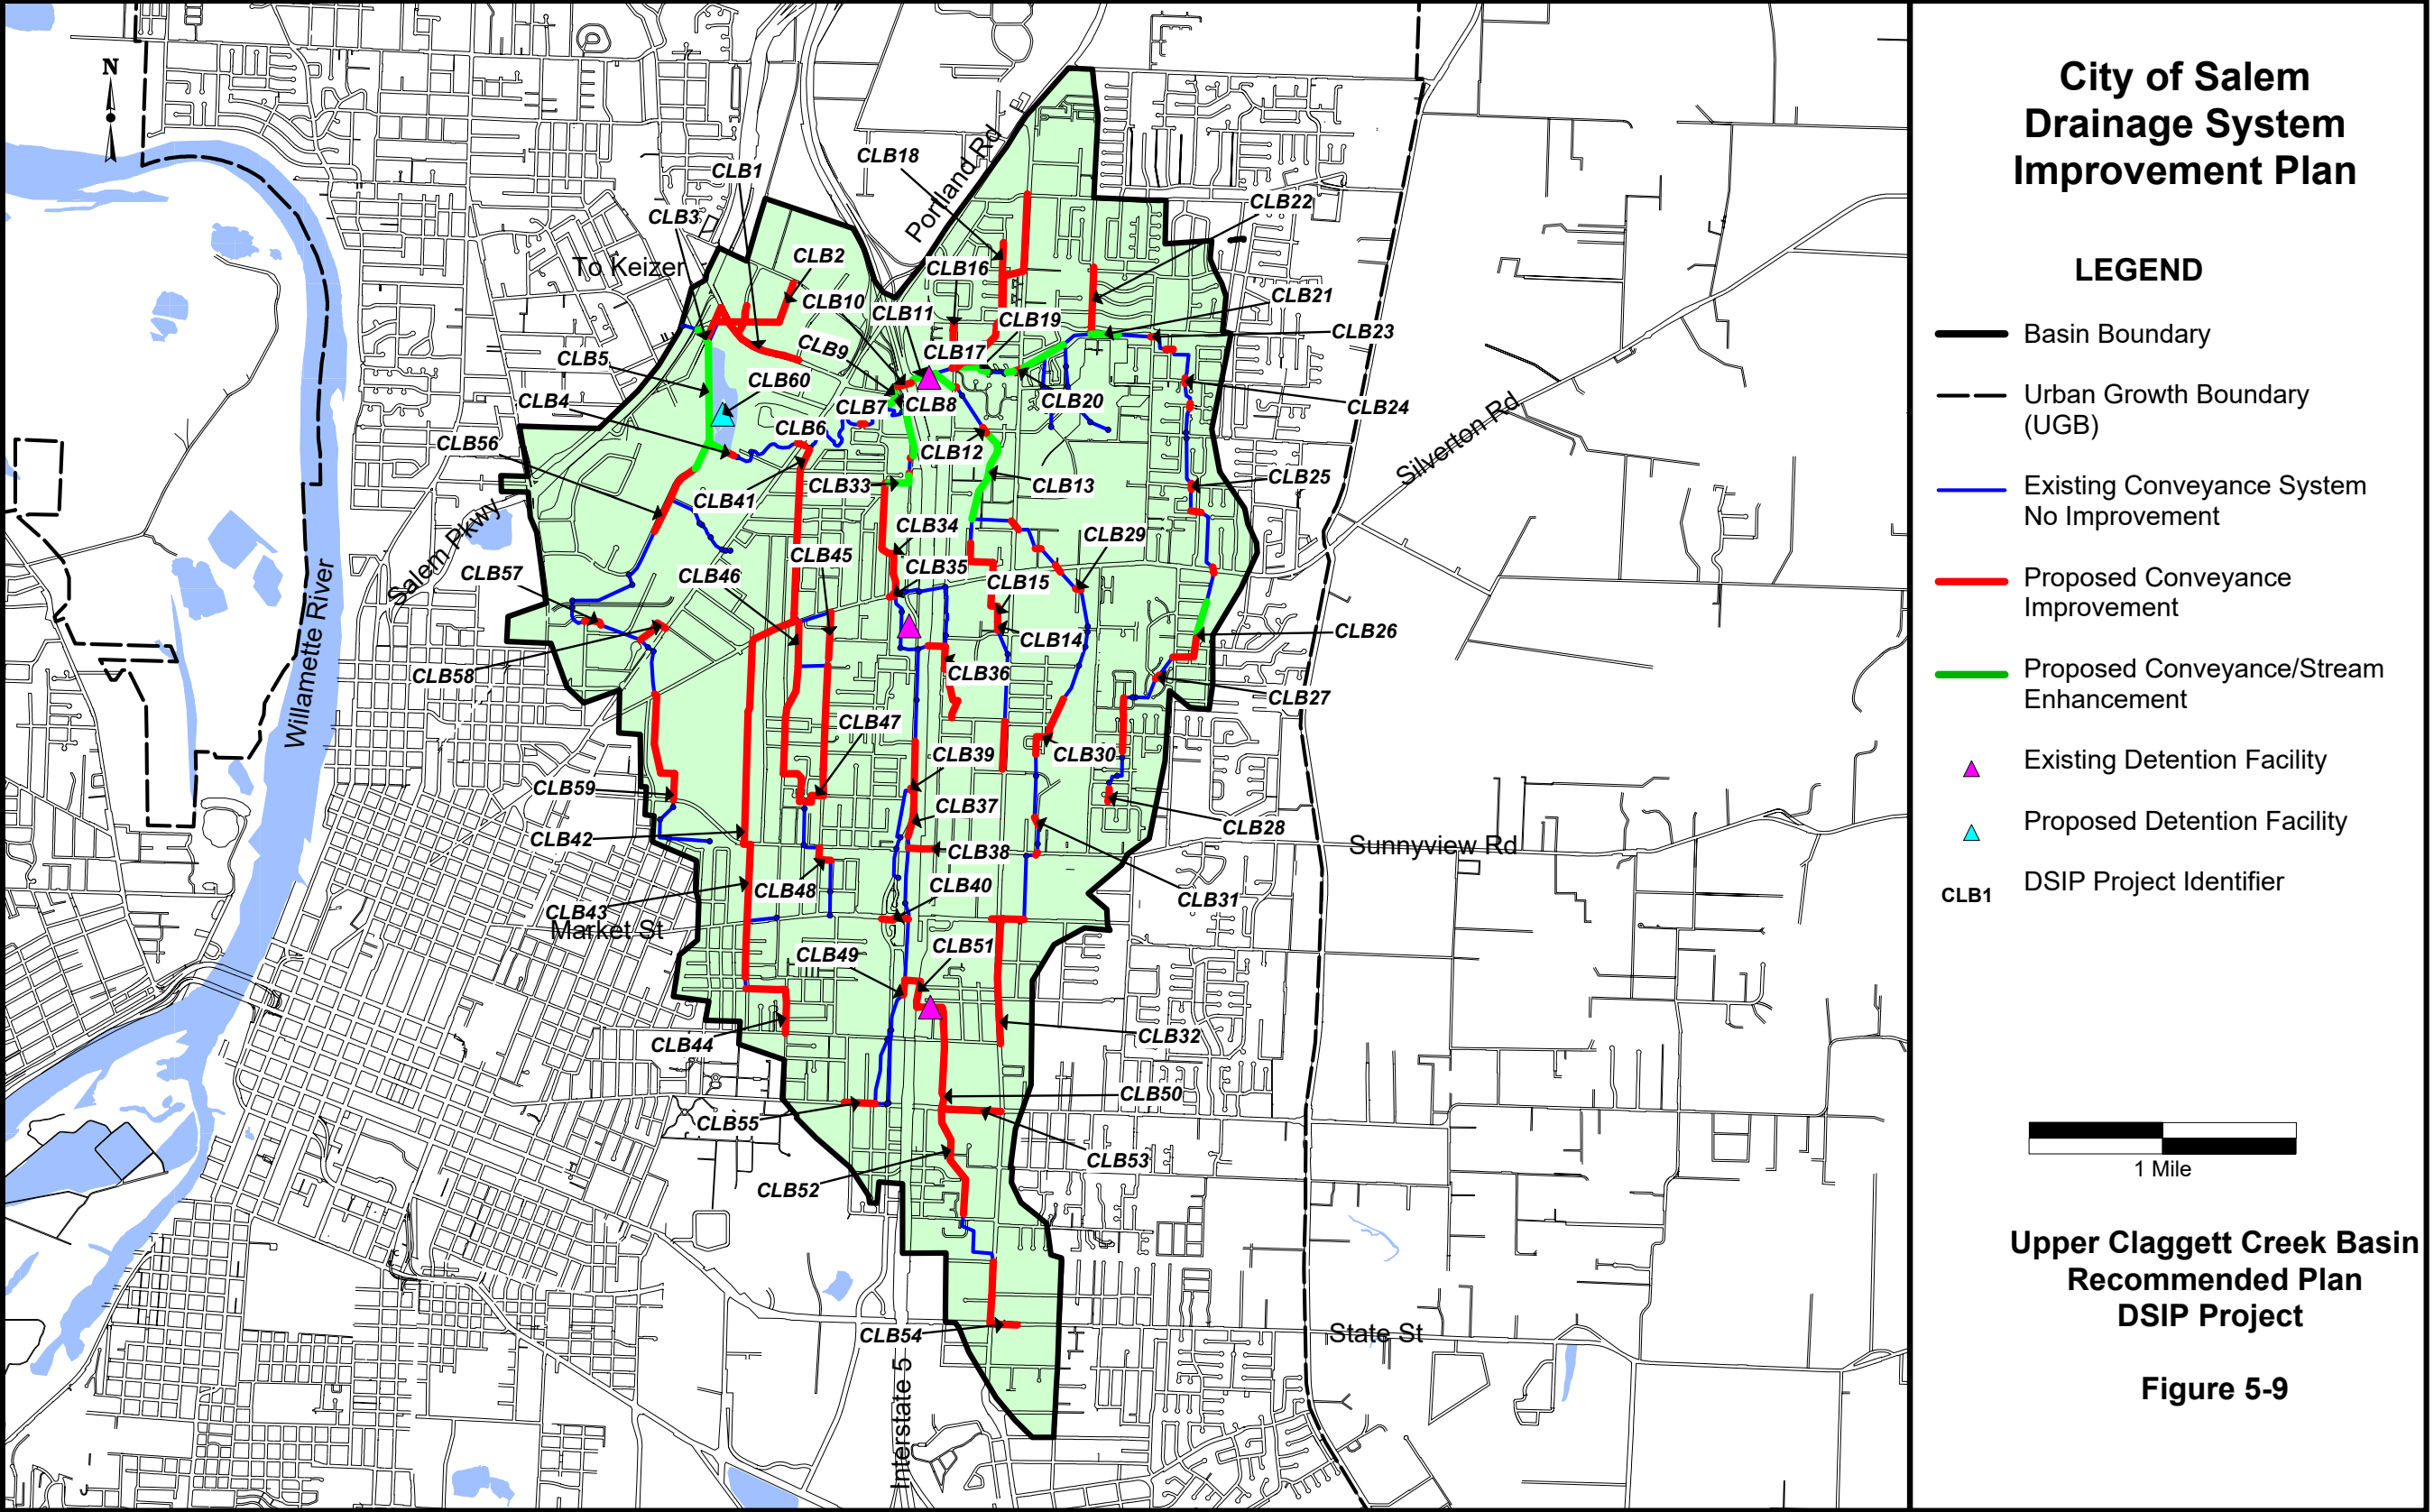 City of Salem
Drainage System
Improvement Plan
LEGEND
Basin Boundary
Urban Growth Boundary
(UGB)
Existing Conveyance System
No Improvement
Proposed Conveyance
Improvement
Proposed Conveyance/Stream
Enhancement
Existing Detention Facility
Proposed Detention Facility
CLB1 DSIP Project Identifier
1 Mile
Upper Claggett Creek Basin
Recommended Plan
DSIP Project
Figure 5-9
N
CLB18
CLB1
Portland Rd
CLB22
CLB3
CLB2
To Keizer
CLB16
CLB10
CLB21
CLB11
CLB19
CLB23
CLB9
CLB17
CLB5
CLB60
CLB4
CLB7
CLB8
CLB20
CLB24
CLB6
CLB56
CLB12
Silverton Rd
CLB33
CLB13
CLB25
CLB41
Salem Pkwy
CLB34
CLB29
CLB45
CLB35
CLB57
CLB46
CLB15
Willamette River
CLB14
CLB26
CLB58
CLB36
CLB27
CLB47
CLB39
CLB30
CLB59
CLB37
CLB28
CLB42
CLB38
Sunnyview Rd
CLB48
CLB40
CLB31
CLB43
Market St
CLB51
CLB49
CLB32
CLB44
CLB50
CLB55
CLB53
CLB52
CLB54
State St
Interstate 5